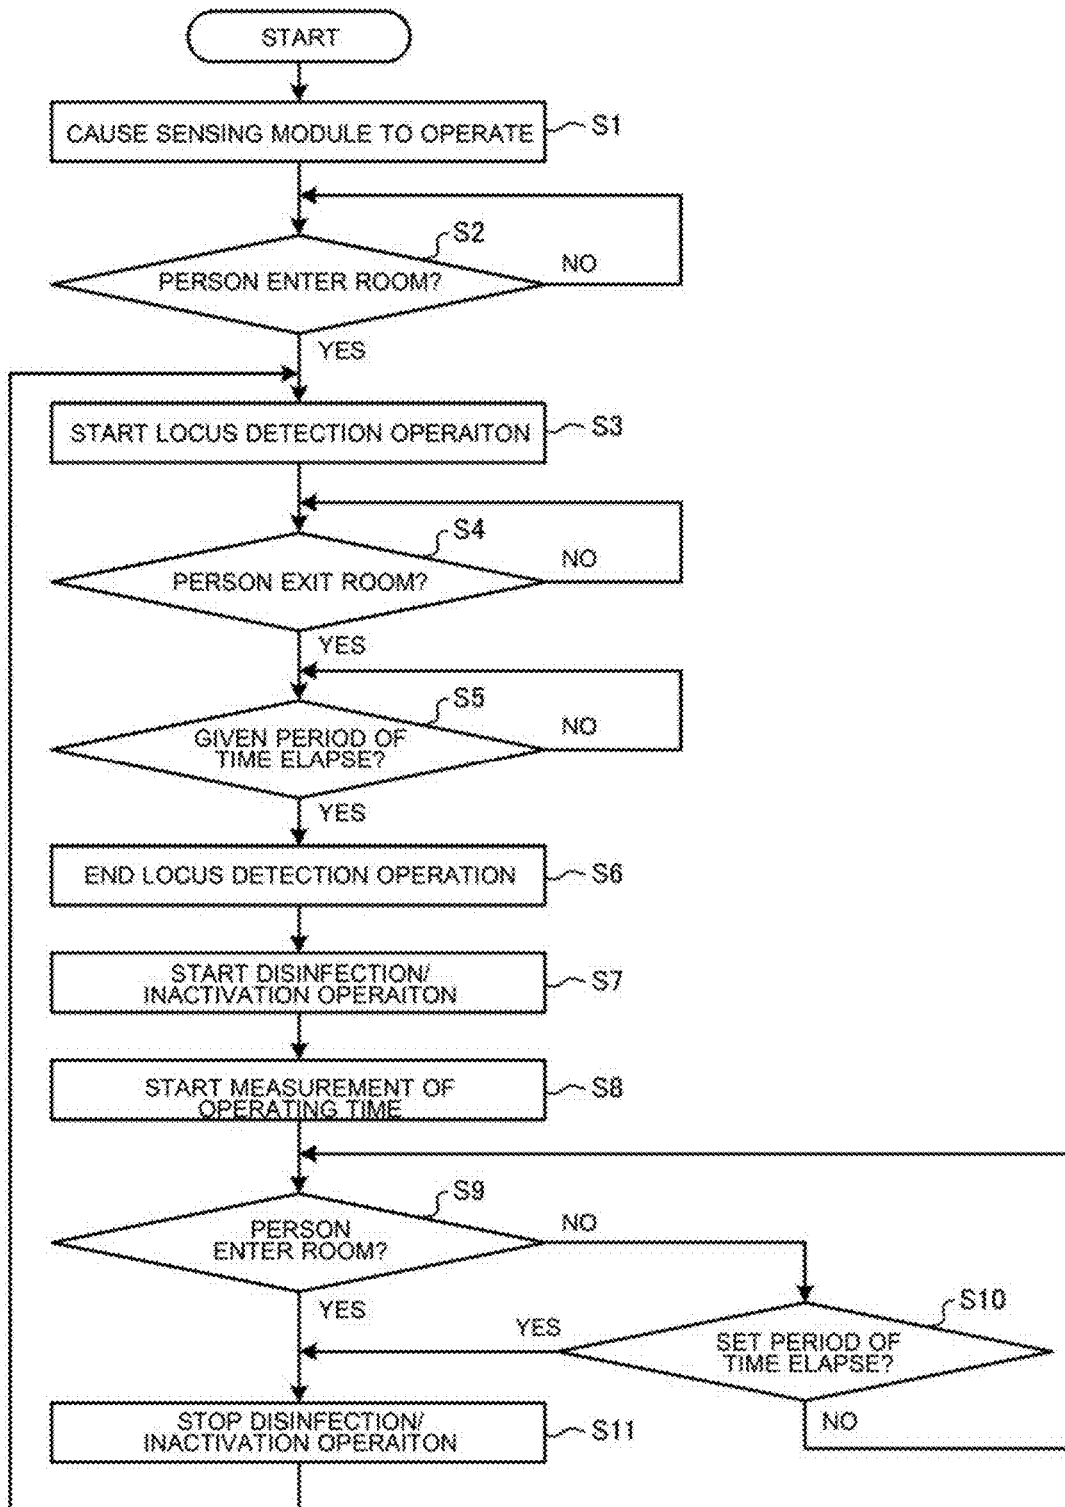 START
CAUSE SENSING MODULE TO OPERATE
S1
S2
PERSON ENTER ROOM?
NO
YES
START LOCUS DETECTION OPERAITON
S3
S4
PERSON EXIT ROOM?
NO
YES
S5
GIVEN PERIOD OF
TIME ELAPSE?
NO
YES
END LOCUS DETECTION OPERATION
S6
START DISINFECTION/
INACTIVATION OPERAITON
S7
START MEASUREMENT OF
OPERATING TIME
S8
S9
PERSON
ENTER ROOM?
NO
YES
S10
SET PERIOD OF
TIME ELAPSE?
YES
NO
STOP DISINFECTION/
INACTIVATION OPERAITON
S11